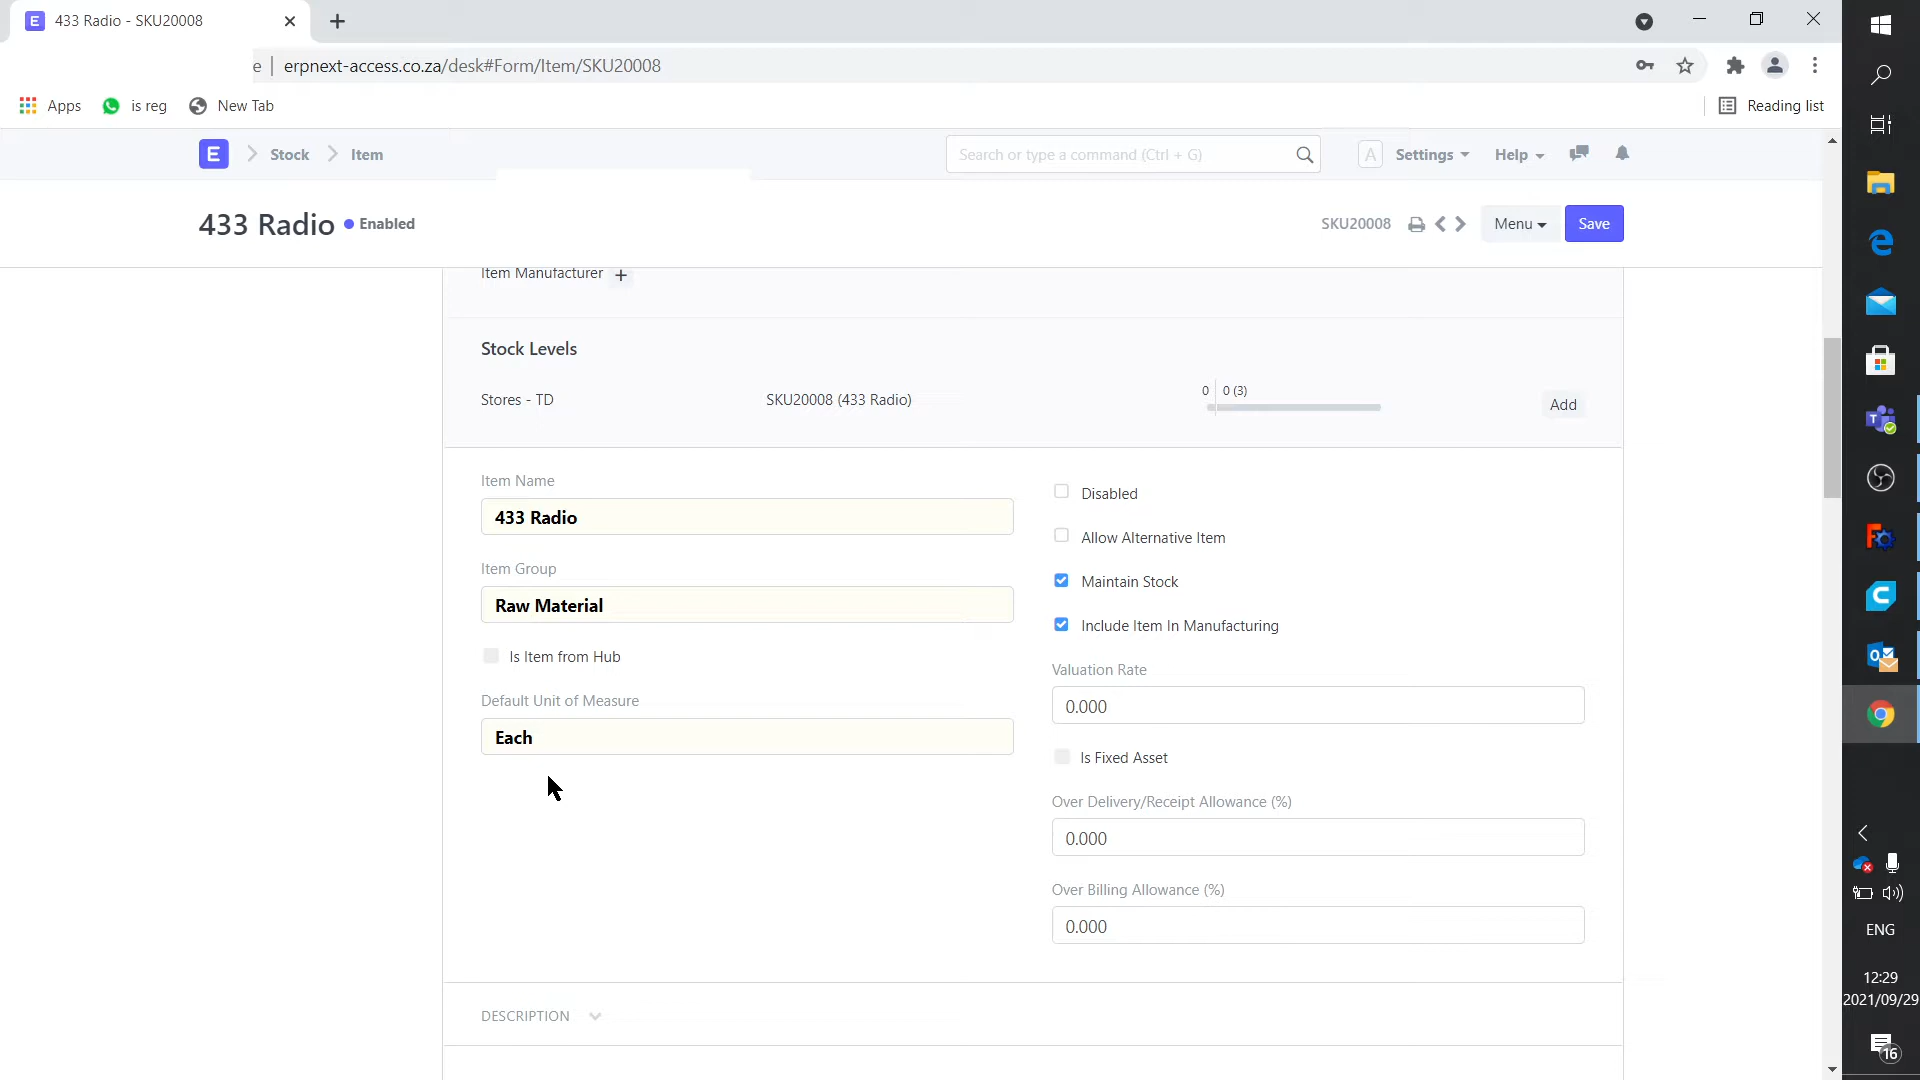 433 Radio - SKU20008
e | erpnext-access.co.za/desk#Form/Item/SKU20008
Apps is reg New Tab Reading list
E Stock Item Search or type a command (Ctrl + G) A Settings Help
433 Radio Enabled SKU20008 Menu Save
Item Manufacturer +
Stock Levels
Stores - TD SKU20008 (433 Radio) 0 0 (3) Add
Item Name
433 Radio
Item Group
Raw Material
Is Item from Hub
Default Unit of Measure
Each
Disabled
Allow Alternative Item
Maintain Stock
Include Item In Manufacturing
Valuation Rate
0.000
Is Fixed Asset
Over Delivery/Receipt Allowance (%)
0.000
Over Billing Allowance (%)
0.000
DESCRIPTION
ENG
12:29
2021/09/29
16